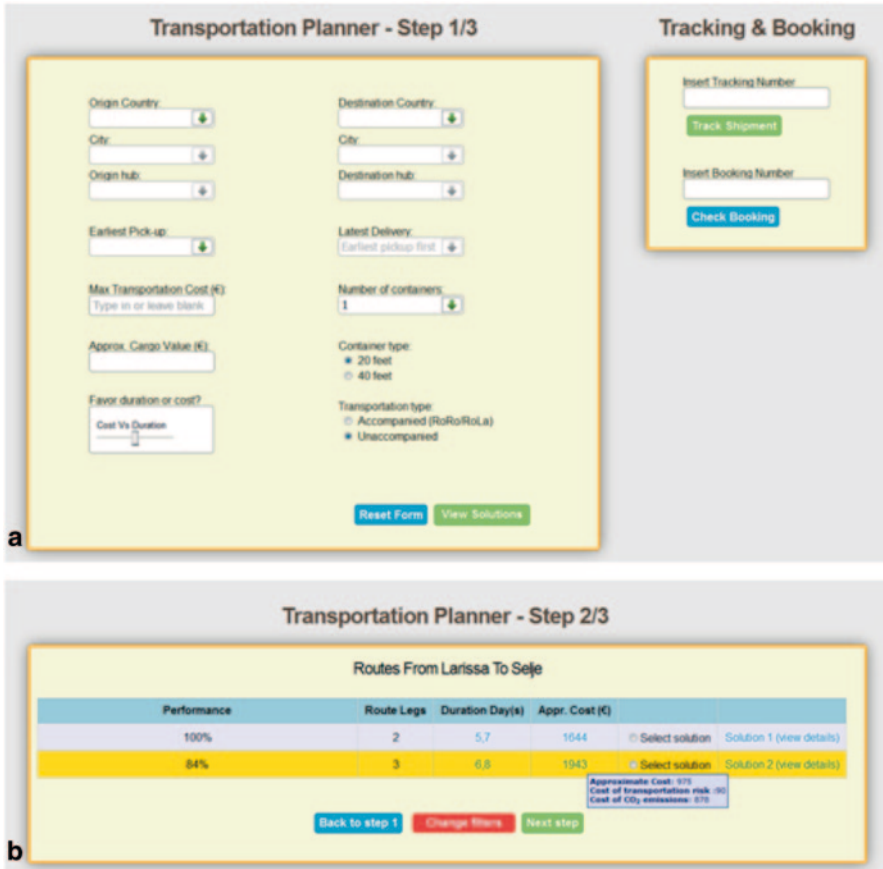 Transportation Planner - Step 1/3
Tracking & Booking
Origin Country:
Destination Country:
City:
City:
Origin hub:
Destination hub:
Earliest Pick-up:
Latest Delivery:
Earliest pickup first
Max Transportation Cost (€):
Type in or leave blank
Number of containers:
1
Approx. Cargo Value (€):
Container type:
20 feet
40 feet
Favor duration or cost?
Cost Vs Duration
Transportation type:
Accompanied (RoRo/RoLa)
Unaccompanied
Reset Form View Solutions
Insert Tracking Number
Track Shipment
Insert Booking Number
Check Booking
a
Transportation Planner - Step 2/3
Routes From Larissa To Selje
Performance Route Legs Duration Day(s) Appr. Cost (€)
100% 2 5,7 1644 Select solution Solution 1 (view details)
84% 3 6,8 1943 Select solution Solution 2 (view details)
Approximate Cost: 975
Cost of transportation risk :90
Cost of CO₂ emissions: 878
Back to step 1 Change filters Next step
b